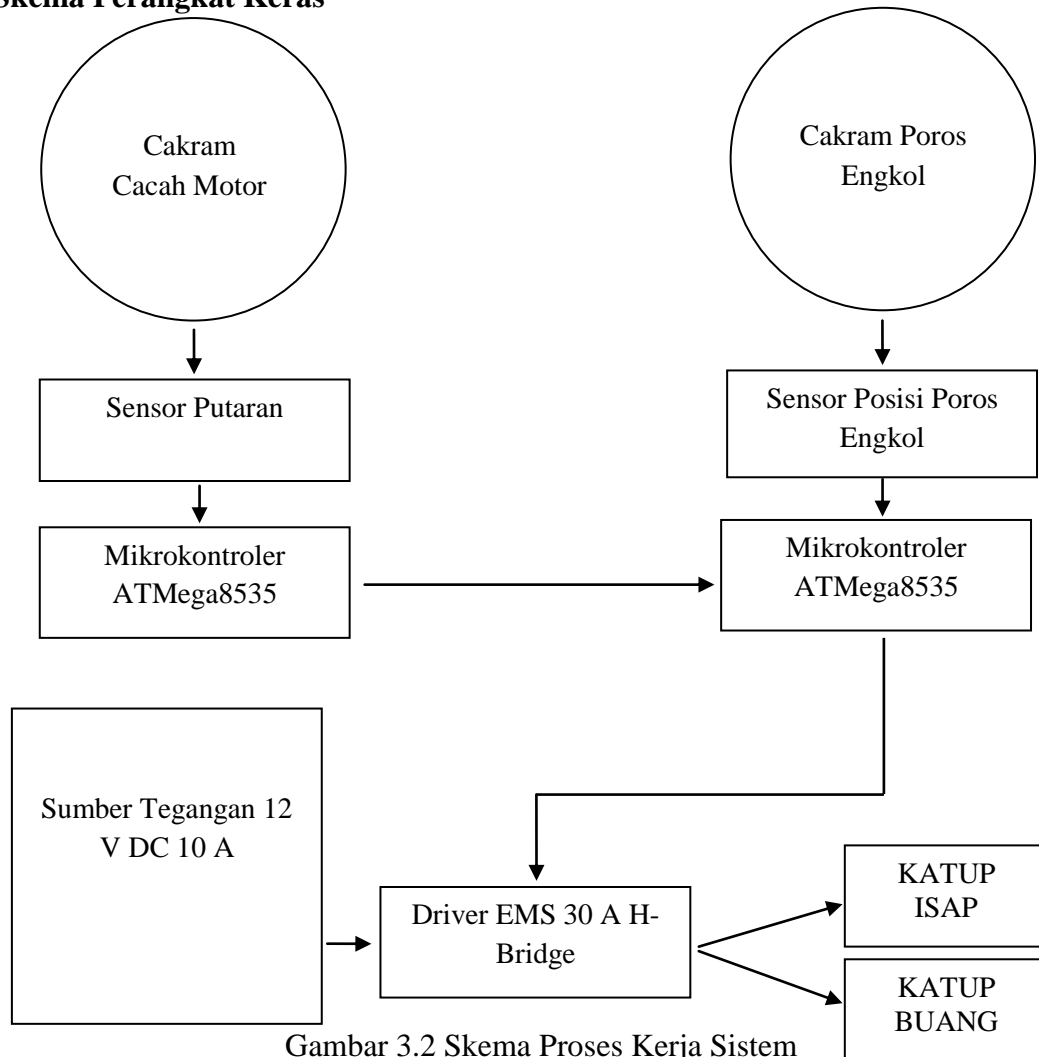 Skema Perangkat Keras
Cakram
Cacah Motor
Cakram Poros
Engkol
Sensor Putaran
Sensor Posisi Poros
Engkol
Mikrokontroler
ATMega8535
Mikrokontroler
ATMega8535
Sumber Tegangan 12
V DC 10 A
Driver EMS 30 A H-
Bridge
KATUP
ISAP
KATUP
BUANG
Gambar 3.2 Skema Proses Kerja Sistem